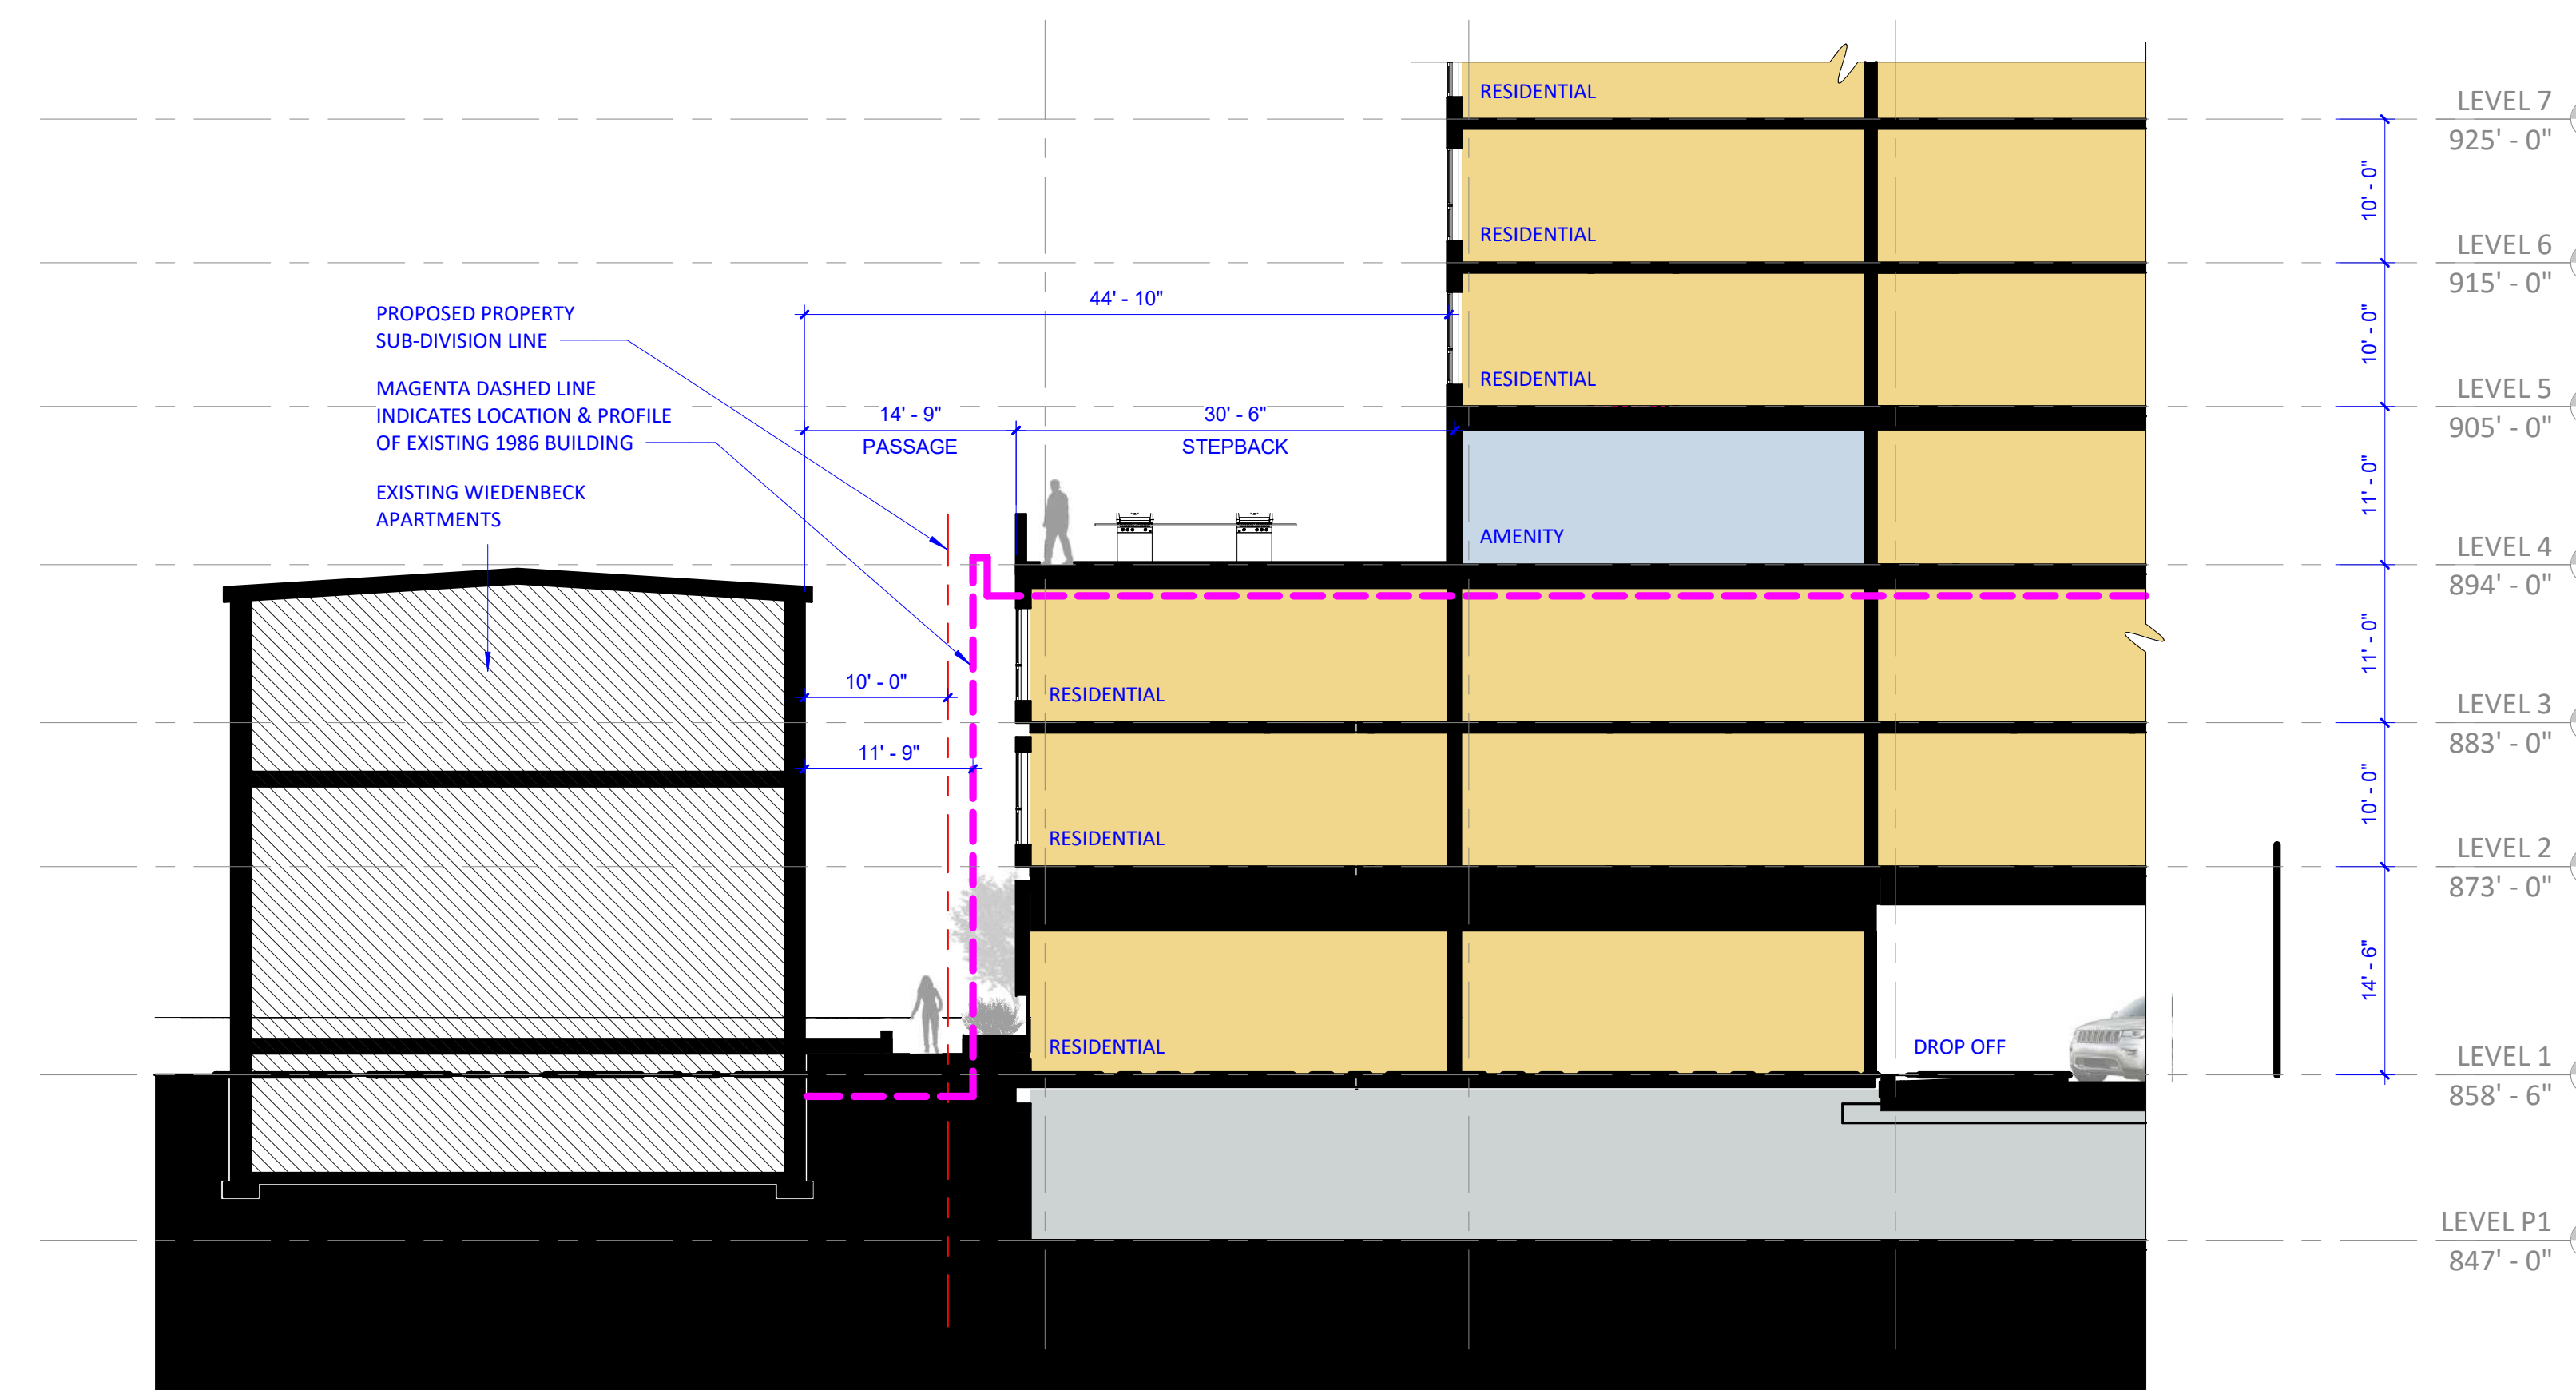 RESIDENTIAL
LEVEL 7
925' - 0"
10' - 0"
RESIDENTIAL
LEVEL 6
915' - 0"
44' - 10"
PROPOSED PROPERTY
SUB-DIVISION LINE
10' - 0"
RESIDENTIAL
LEVEL 5
905' - 0"
MAGENTA DASHED LINE
INDICATES LOCATION & PROFILE
OF EXISTING 1986 BUILDING
14' - 9"
PASSAGE
30' - 6"
STEPBACK
11' - 0"
EXISTING WIEDENBECK
APARTMENTS
AMENITY
LEVEL 4
894' - 0"
11' - 0"
10' - 0"
RESIDENTIAL
LEVEL 3
883' - 0"
11' - 9"
10' - 0"
RESIDENTIAL
LEVEL 2
873' - 0"
14' - 6"
RESIDENTIAL
DROP OFF
LEVEL 1
858' - 6"
LEVEL P1
847' - 0"